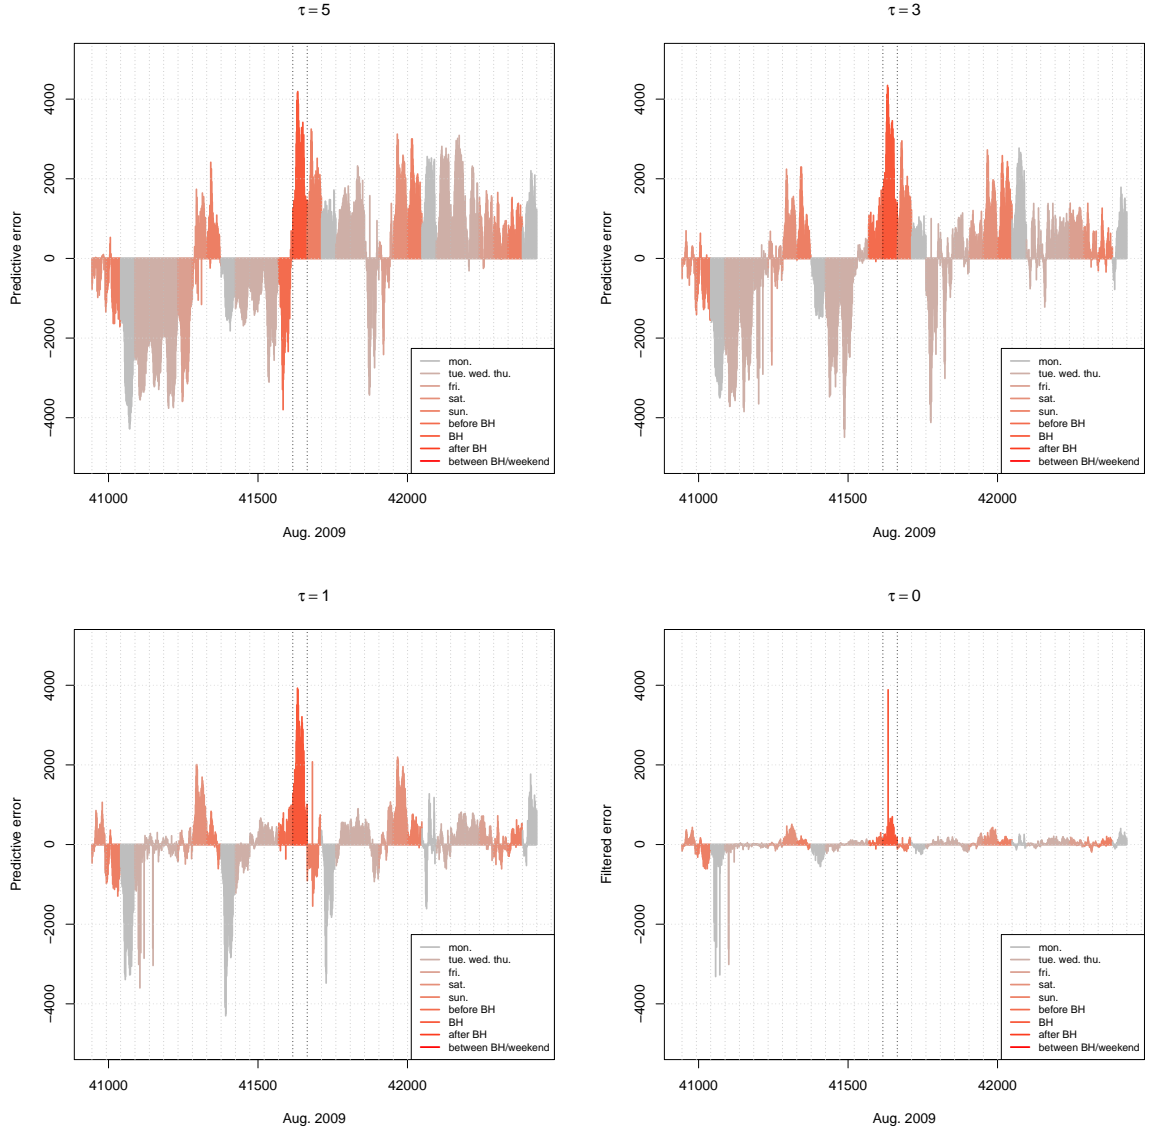 τ = 5
Predictive error
4000
2000
0
−2000
−4000
mon.
tue. wed. thu.
fri.
sat.
sun.
before BH
BH
after BH
between BH/weekend
41000
41500
42000
Aug. 2009
τ = 3
Predictive error
4000
2000
0
−2000
−4000
mon.
tue. wed. thu.
fri.
sat.
sun.
before BH
BH
after BH
between BH/weekend
41000
41500
42000
Aug. 2009
τ = 1
Predictive error
4000
2000
0
−2000
−4000
mon.
tue. wed. thu.
fri.
sat.
sun.
before BH
BH
after BH
between BH/weekend
41000
41500
42000
Aug. 2009
τ = 0
Filtered error
4000
2000
0
−2000
−4000
mon.
tue. wed. thu.
fri.
sat.
sun.
before BH
BH
after BH
between BH/weekend
41000
41500
42000
Aug. 2009